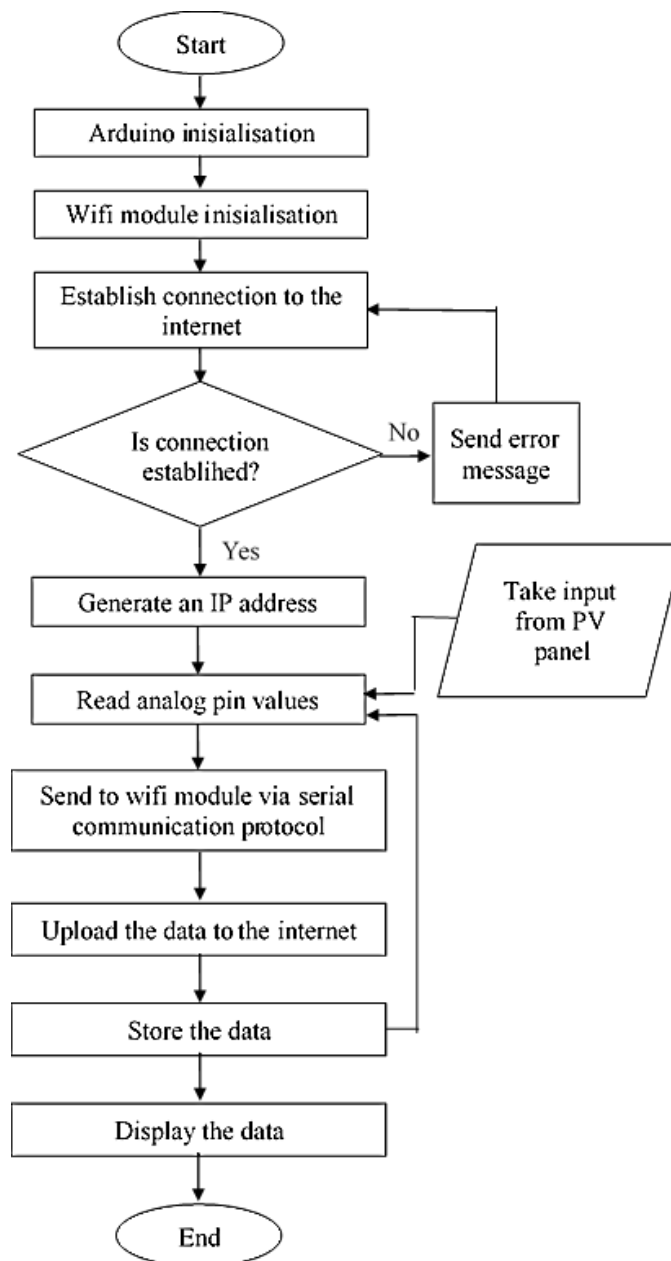 Start
Arduino inisialisation
Wifi module inisialisation
Establish connection to the
internet
Is connection
establihed?
No
Send error
message
Yes
Generate an IP address
Take input
from PV
panel
Read analog pin values
Send to wifi module via serial
communication protocol
Upload the data to the internet
Store the data
Display the data
End